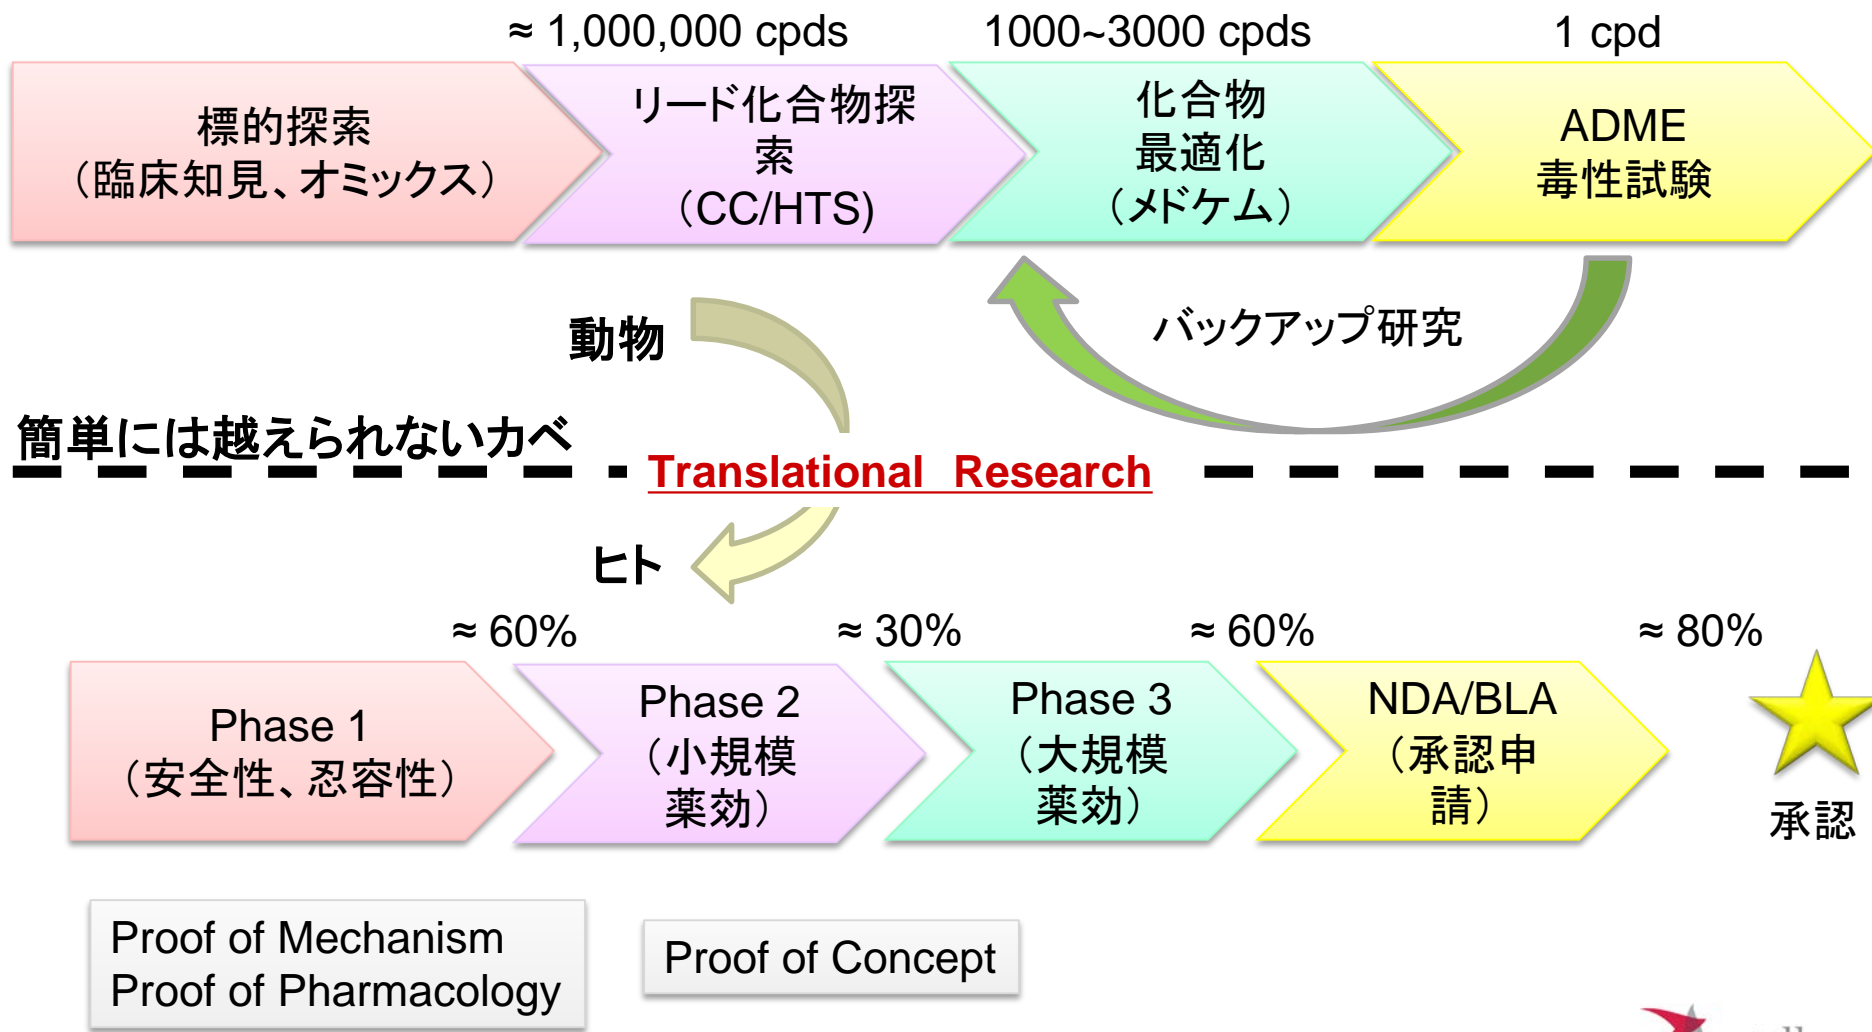 ≈ 1,000,000 cpds
1000~3000 cpds
1 cpd
標的探索
（臨床知見、オミックス）
リード化合物探
索
（CC/HTS)
化合物
最適化
（メドケム）
ADME
毒性試験
動物
バックアップ研究
簡単には越えられないカベ
Translational Research
ヒト
≈ 60%
≈ 30%
≈ 60%
≈ 80%
Phase 1
（安全性、忍容性）
Phase 2
（小規模
薬効）
Phase 3
（大規模
薬効）
NDA/BLA
（承認申
請）
承認
Proof of Mechanism
Proof of Pharmacology
Proof of Concept